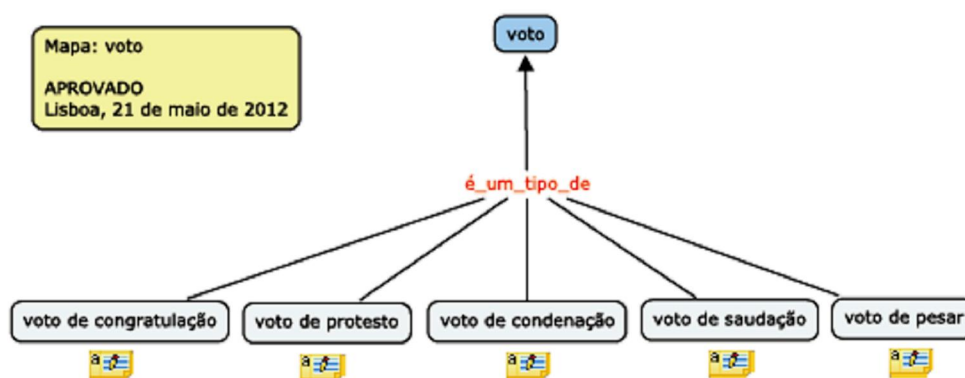 Mapa: voto
APROVADO
Lisboa, 21 de maio de 2012
voto
é_um_tipo_de
voto de congratulação
voto de protesto
voto de condenação
voto de saudação
voto de pesar
a
a
a
a
a